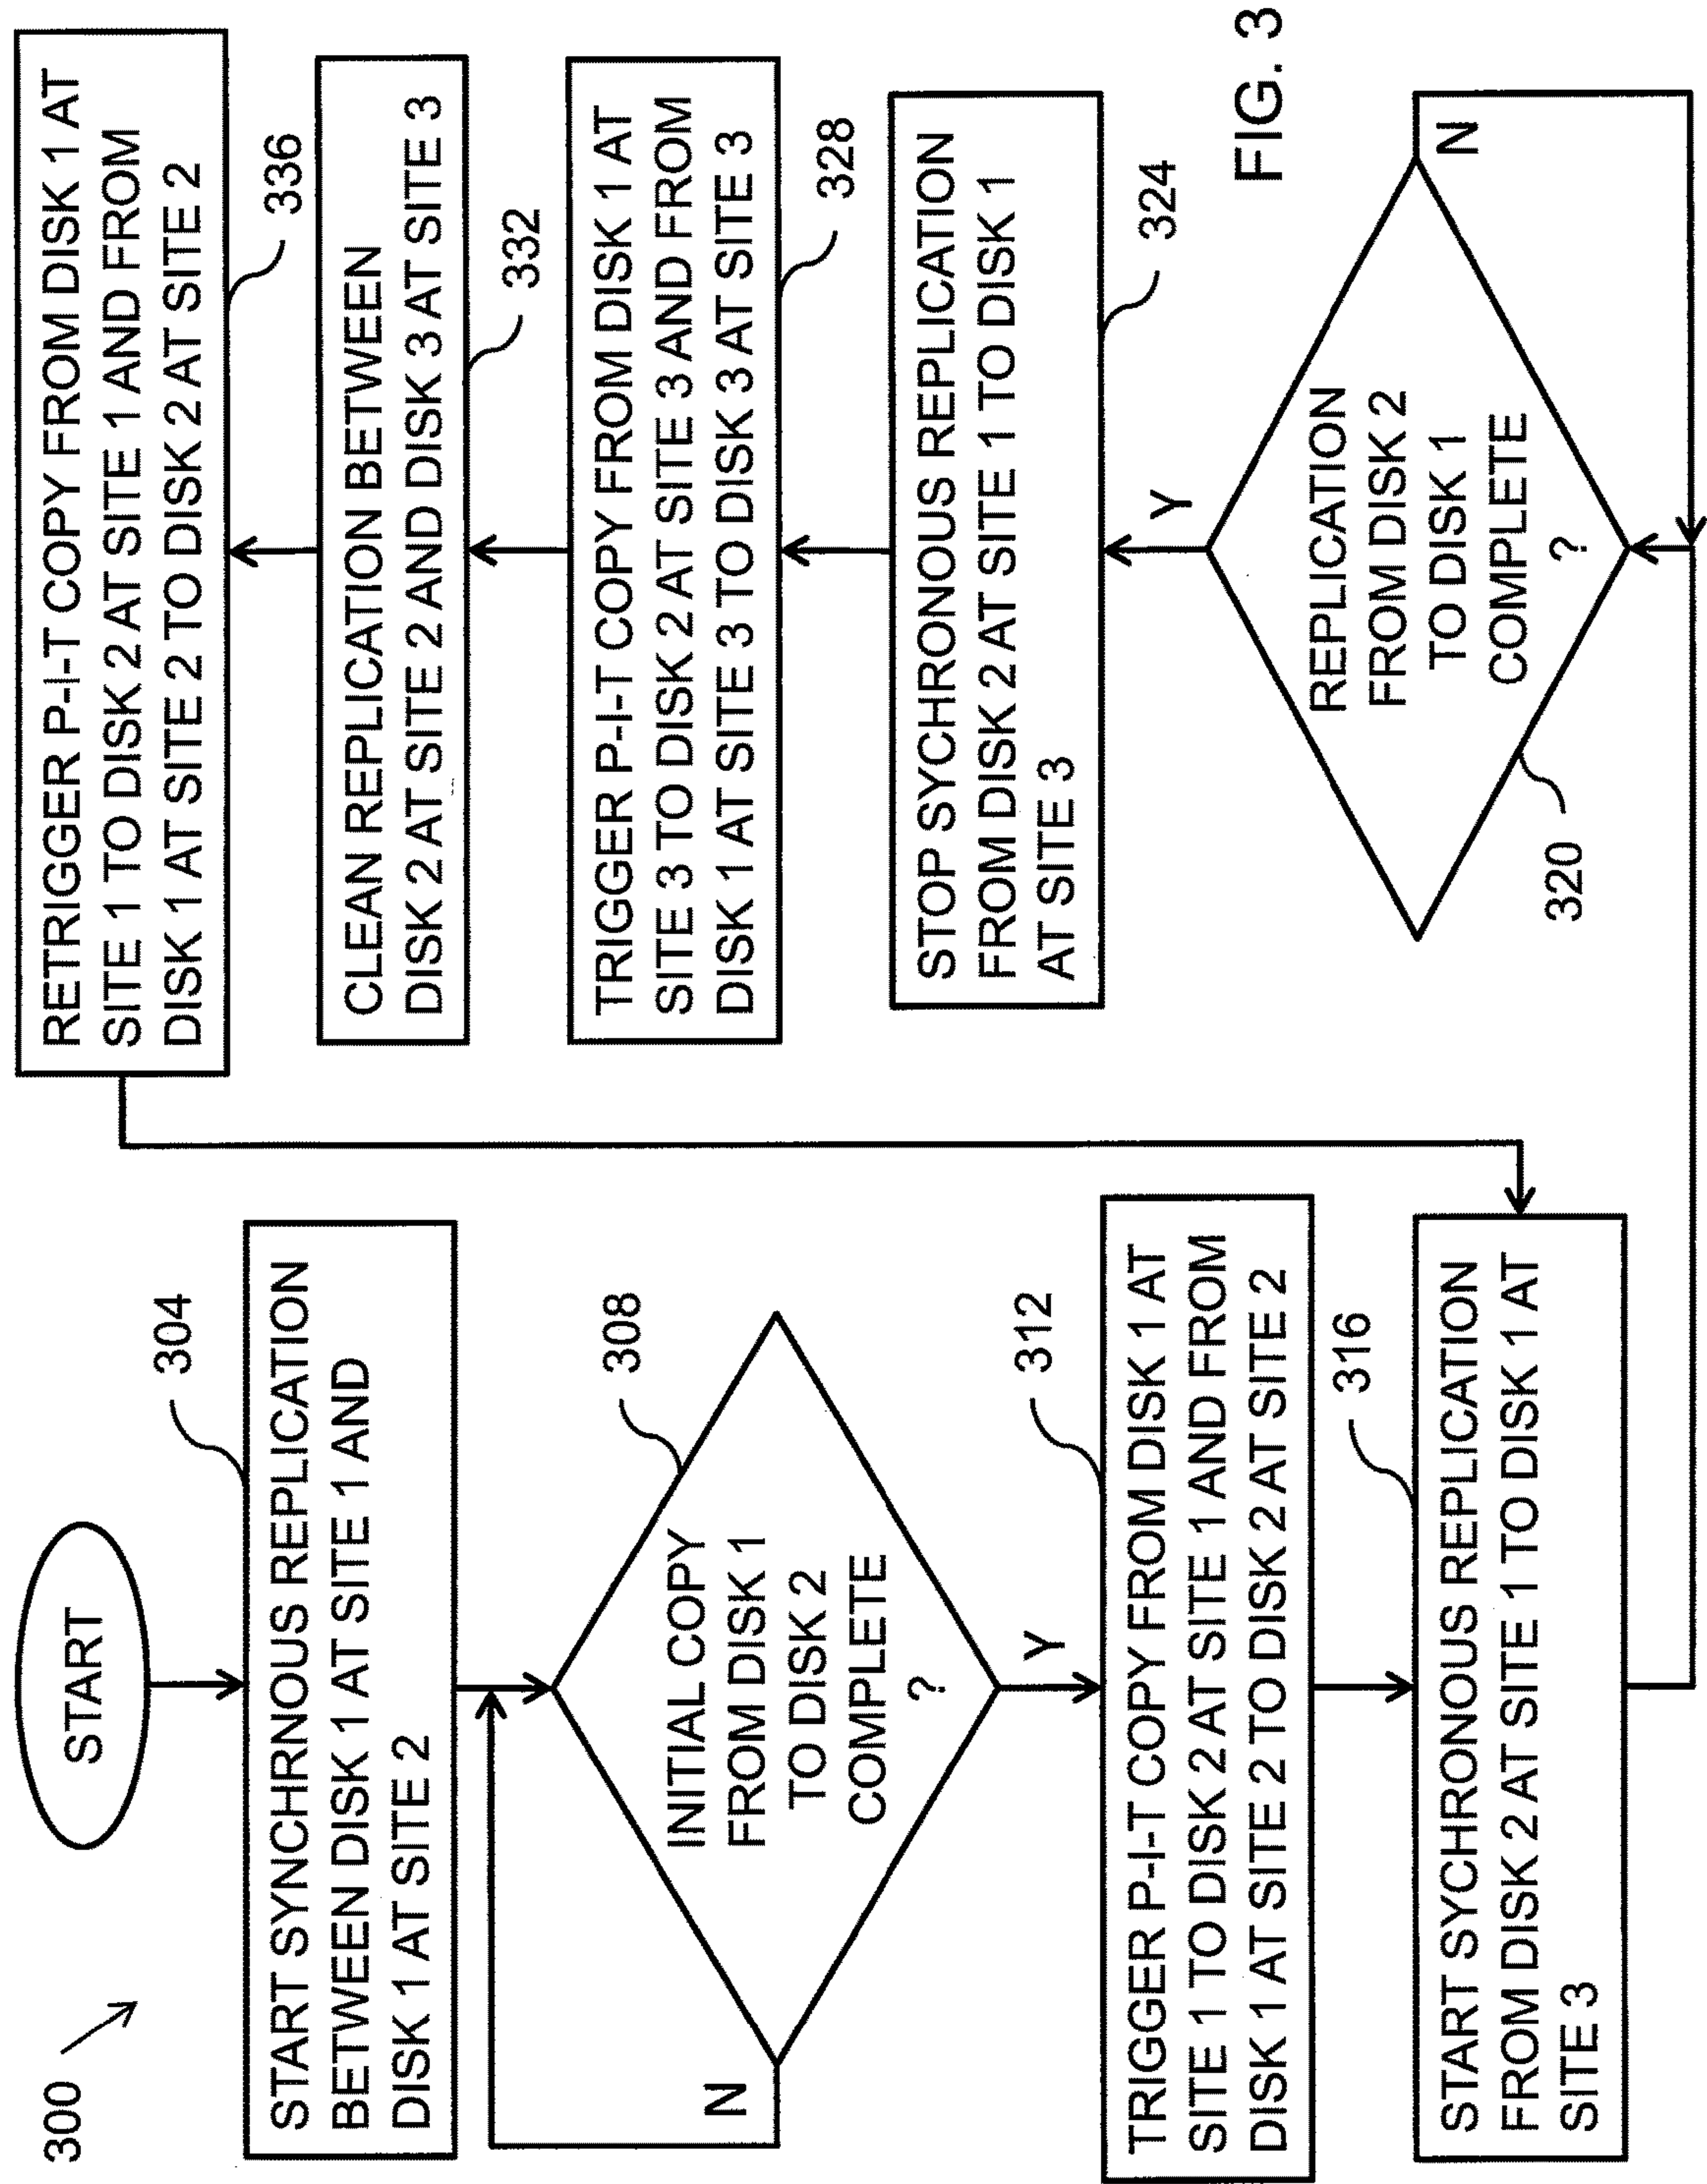 300
START
304
START SYNCHRNOUS REPLICATION
BETWEEN DISK 1 AT SITE 1 AND
DISK 1 AT SITE 2
308
INITIAL COPY
FROM DISK 1
TO DISK 2
COMPLETE
?
N
Y
312
TRIGGER P-I-T COPY FROM DISK 1 AT
SITE 1 TO DISK 2 AT SITE 1 AND FROM
DISK 1 AT SITE 2 TO DISK 2 AT SITE 2
316
START SYCHRONOUS REPLICATION
FROM DISK 2 AT SITE 1 TO DISK 1 AT
SITE 3
320
REPLICATION
FROM DISK 2
TO DISK 1
COMPLETE
?
N
Y
324
STOP SYCHRONOUS REPLICATION
FROM DISK 2 AT SITE 1 TO DISK 1
AT SITE 3
328
TRIGGER P-I-T COPY FROM DISK 1 AT
SITE 3 TO DISK 2 AT SITE 3 AND FROM
DISK 1 AT SITE 3 TO DISK 3 AT SITE 3
332
CLEAN REPLICATION BETWEEN
DISK 2 AT SITE 2 AND DISK 3 AT SITE 3
336
RETRIGGER P-I-T COPY FROM DISK 1 AT
SITE 1 TO DISK 2 AT SITE 1 AND FROM
DISK 1 AT SITE 2 TO DISK 2 AT SITE 2
FIG. 3